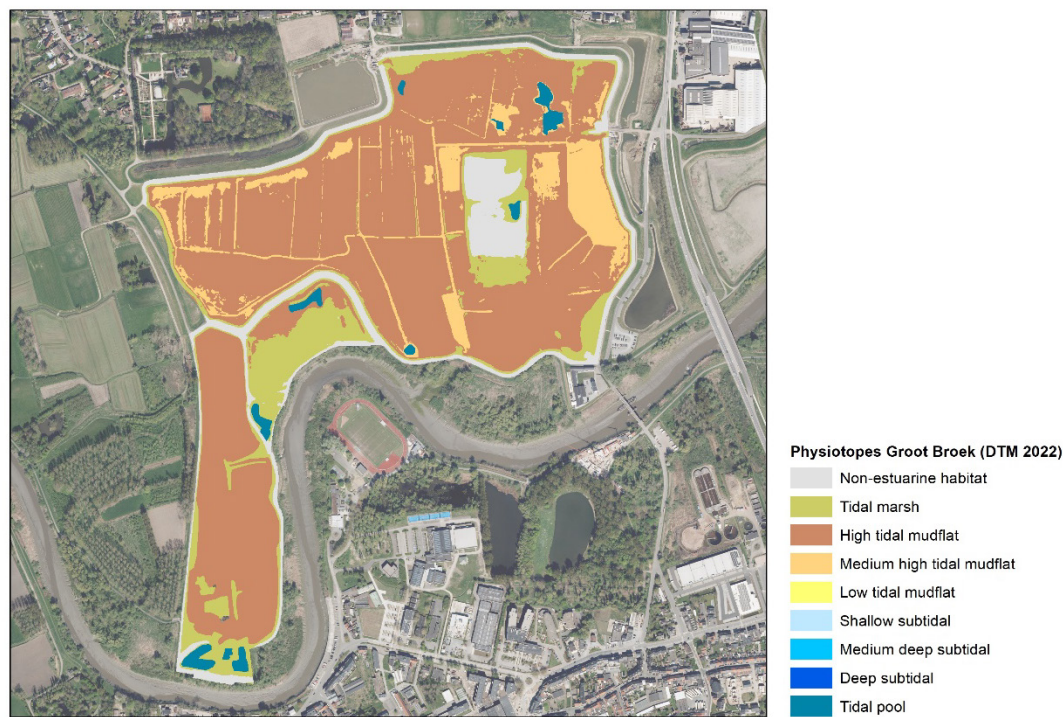 Physiotopes Groot Broek (DTM 2022)
Non-estuarine habitat
Tidal marsh
High tidal mudflat
Medium high tidal mudflat
Low tidal mudflat
Shallow subtidal
Medium deep subtidal
Deep subtidal
Tidal pool